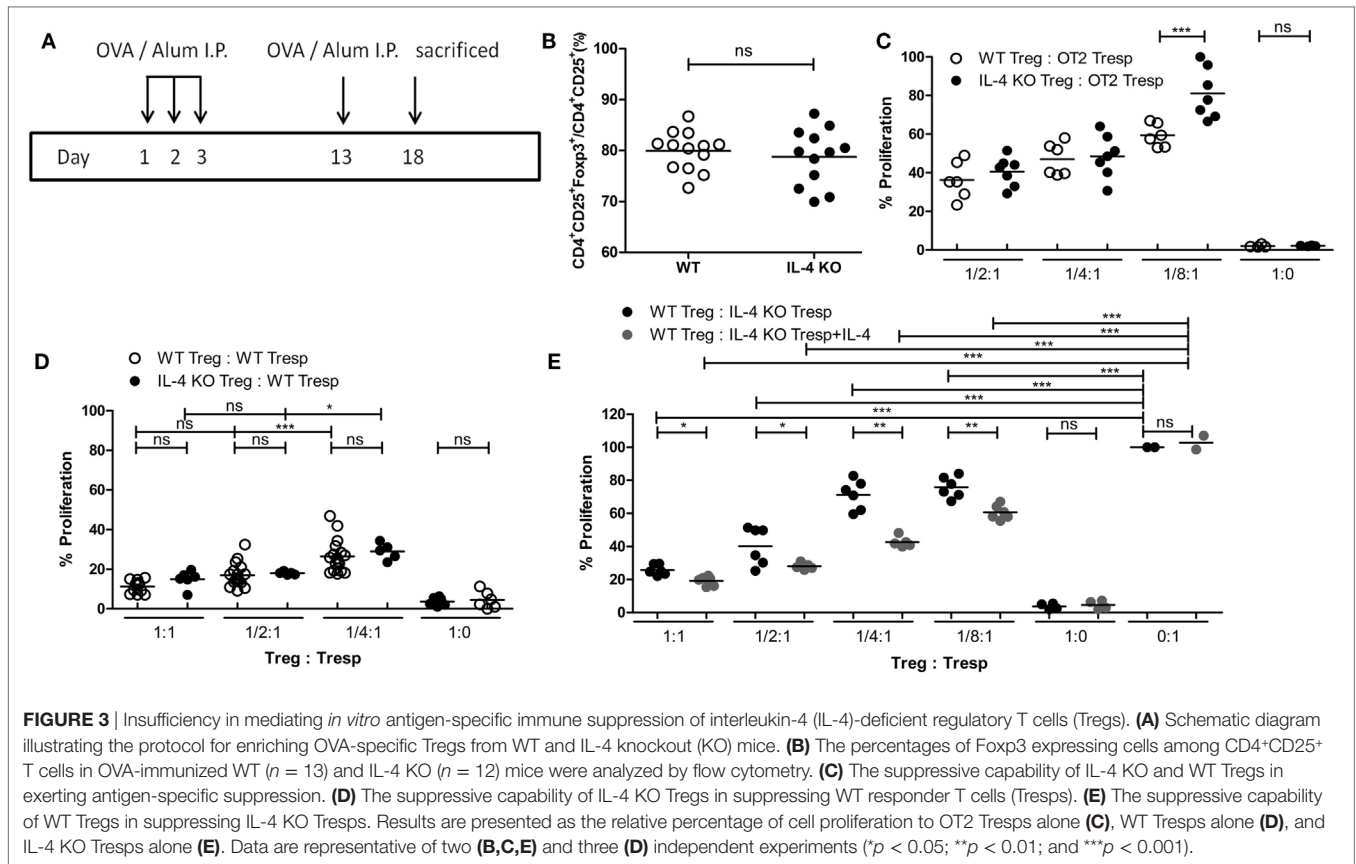 A
OVA / Alum I.P.
OVA / Alum I.P.
sacrificed
Day
1
2
3
13
18
B
ns
CD4+CD25+Foxp3+/CD4+CD25+(%)
100
90
80
70
60
WT
IL-4 KO
C
WT Treg : OT2 Tresp
IL-4 KO Treg : OT2 Tresp
***
ns
% Proliferation
100
80
60
40
20
0
1/2:1
1/4:1
1/8:1
1:0
D
WT Treg : WT Tresp
IL-4 KO Treg : WT Tresp
ns
*
ns
***
ns
ns
ns
ns
% Proliferation
100
80
60
40
20
0
1:1
1/2:1
1/4:1
1:0
Treg : Tresp
E
WT Treg : IL-4 KO Tresp
WT Treg : IL-4 KO Tresp+IL-4
***
***
***
***
***
***
***
***
*
*
**
**
ns
ns
% Proliferation
120
100
80
60
40
20
0
1:1
1/2:1
1/4:1
1/8:1
1:0
0:1
Treg : Tresp
FIGURE 3 | Insufficiency in mediating in vitro antigen-specific immune suppression of interleukin-4 (IL-4)-deficient regulatory T cells (Tregs). (A) Schematic diagram
illustrating the protocol for enriching OVA-specific Tregs from WT and IL-4 knockout (KO) mice. (B) The percentages of Foxp3 expressing cells among CD4+CD25+
T cells in OVA-immunized WT (n = 13) and IL-4 KO (n = 12) mice were analyzed by flow cytometry. (C) The suppressive capability of IL-4 KO and WT Tregs in
exerting antigen-specific suppression. (D) The suppressive capability of IL-4 KO Tregs in suppressing WT responder T cells (Tresps). (E) The suppressive capability
of WT Tregs in suppressing IL-4 KO Tresps. Results are presented as the relative percentage of cell proliferation to OT2 Tresps alone (C), WT Tresps alone (D), and
IL-4 KO Tresps alone (E). Data are representative of two (B,C,E) and three (D) independent experiments (*p < 0.05; **p < 0.01; and ***p < 0.001).